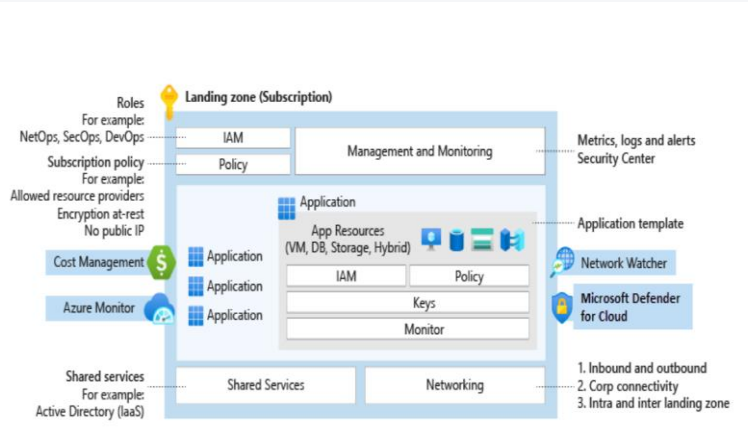 Landing zone (Subscription)
Roles
For example:
NetOps, SecOps, DevOps
Subscription policy
For example:
Allowed resource providers
Encryption at-rest
No public IP
Cost Management
Azure Monitor
Shared services
For example:
Active Directory (IaaS)
IAM
Policy
Management and Monitoring
Application
App Resources
(VM, DB, Storage, Hybrid)
IAM
Policy
Keys
Monitor
Application
Application
Application
Shared Services
Networking
Metrics, logs and alerts
Security Center
Application template
Network Watcher
Microsoft Defender
for Cloud
1. Inbound and outbound
2. Corp connectivity
3. Intra and inter landing zone